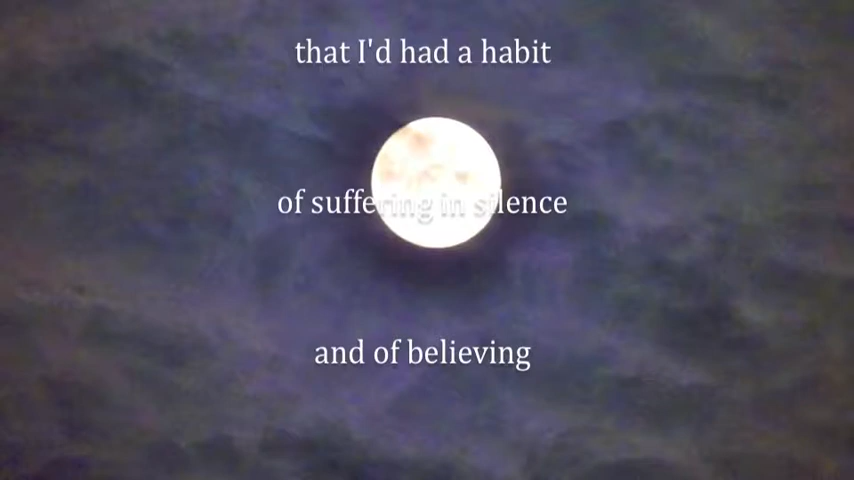 that I'd had a habit
of suffering in silence
and of believing